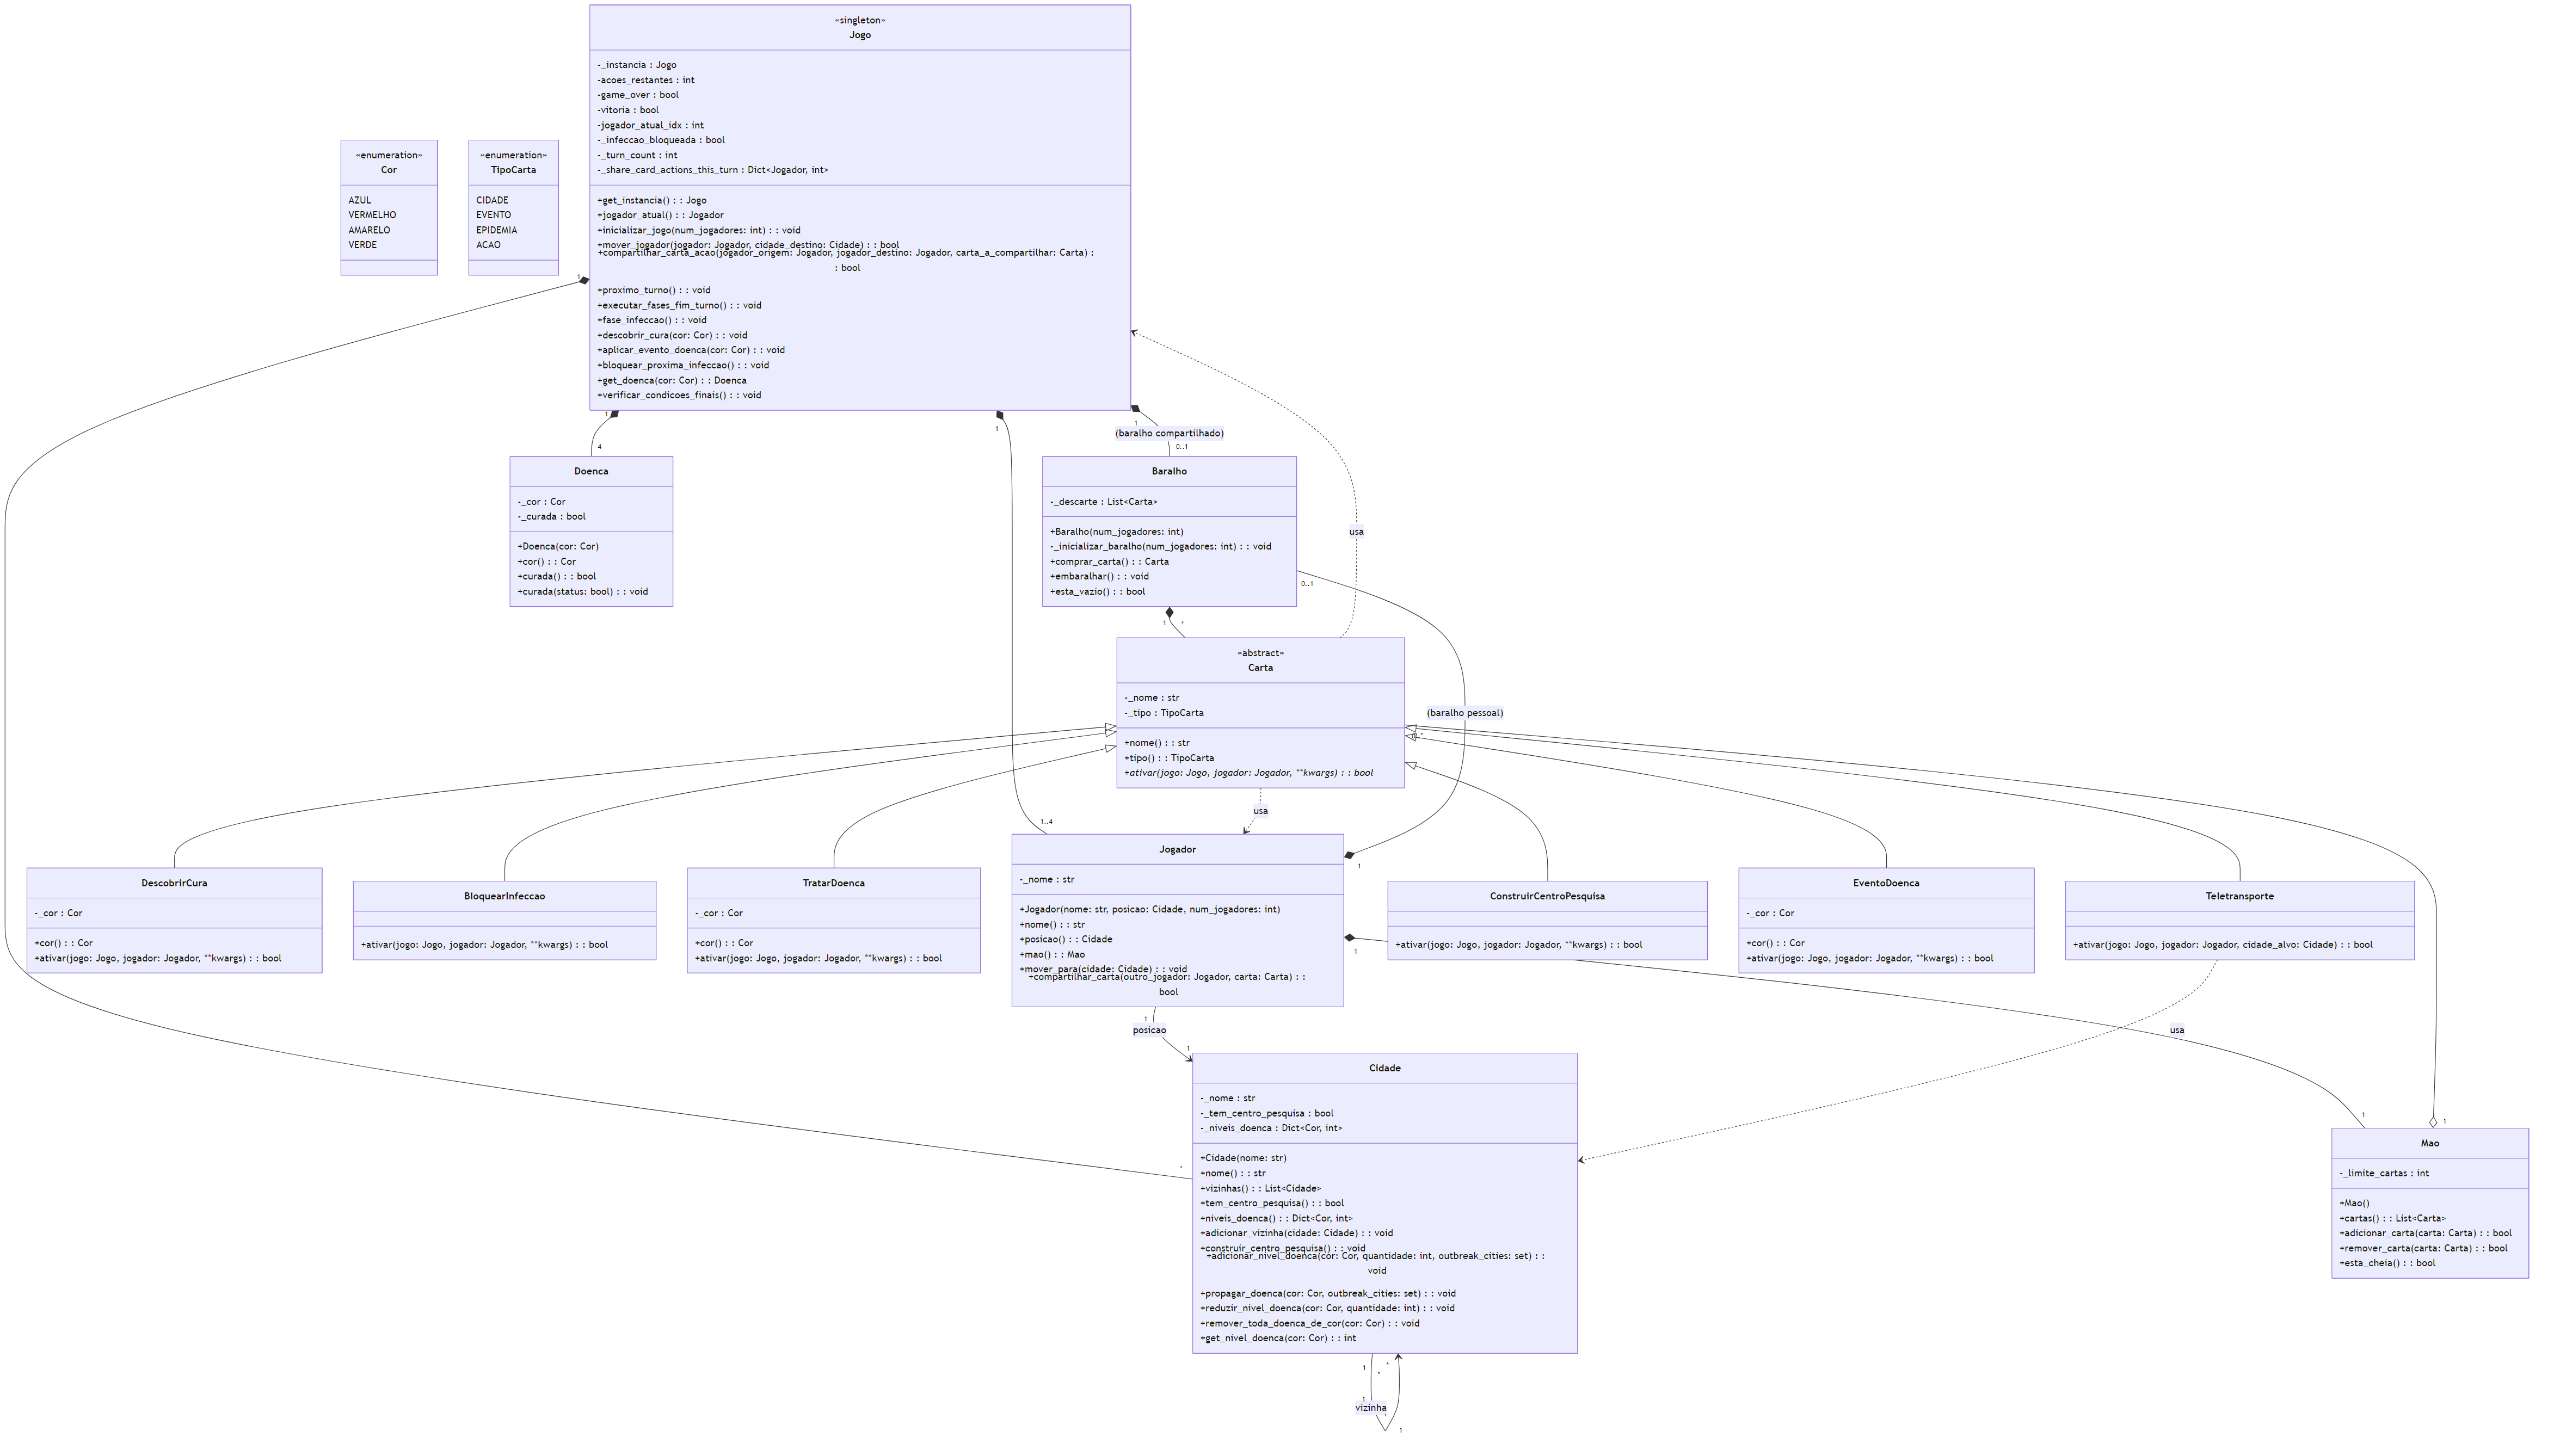 «singleton»
Jogo
-_instancia : Jogo
-acoes_restantes : int
-game_over : bool
-vitoria : bool
-jogador_atual_idx : int
-_infeccao_bloqueada : bool
-_turn_count : int
-_share_card_actions_this_turn : Dict<Jogador, int>
+get_instancia() : : Jogo
+jogador_atual() : : Jogador
+inicializar_jogo(num_jogadores: int) : : void
+mover_jogador(jogador: Jogador, cidade_destino: Cidade) : : bool
+compartilhar_carta_acao(jogador_origem: Jogador, jogador_destino: Jogador, carta_a_compartilhar: Carta) :
: bool
+proximo_turno() : : void
+executar_fases_fim_turno() : : void
+fase_infeccao() : : void
+descobrir_cura(cor: Cor) : : void
+aplicar_evento_doenca(cor: Cor) : : void
+bloquear_proxima_infeccao() : : void
+get_doenca(cor: Cor) : : Doenca
+verificar_condicoes_finais() : : void
«enumeration»
Cor
AZUL
VERMELHO
AMARELO
VERDE
«enumeration»
TipoCarta
CIDADE
EVENTO
EPIDEMIA
ACAO
1
1
4
1
1
(baralho compartilhado)
0..1
Doenca
-_cor : Cor
-_curada : bool
+Doenca(cor: Cor)
+cor() : : Cor
+curada() : : bool
+curada(status: bool) : : void
Baralho
-_descarte : List<Carta>
+Baralho(num_jogadores: int)
-_inicializar_baralho(num_jogadores: int) : : void
+comprar_carta() : : Carta
+embaralhar() : : void
+esta_vazio() : : bool
usa
0..1
1
*
«abstract»
Carta
-_nome : str
-_tipo : TipoCarta
+nome() : : str
+tipo() : : TipoCarta
+ativar(jogo: Jogo, jogador: Jogador, **kwargs) : : bool
(baralho pessoal)
*
usa
1..4
DescobrirCura
-_cor : Cor
+cor() : : Cor
+ativar(jogo: Jogo, jogador: Jogador, **kwargs) : : bool
BloquearInfeccao
+ativar(jogo: Jogo, jogador: Jogador, **kwargs) : : bool
TratarDoenca
-_cor : Cor
+cor() : : Cor
+ativar(jogo: Jogo, jogador: Jogador, **kwargs) : : bool
Jogador
-_nome : str
+Jogador(nome: str, posicao: Cidade, num_jogadores: int)
+nome() : : str
+posicao() : : Cidade
+mao() : : Mao
+mover_para(cidade: Cidade) : : void
+compartilhar_carta(outro_jogador: Jogador, carta: Carta) : :
bool
1
1
ConstruirCentroPesquisa
+ativar(jogo: Jogo, jogador: Jogador, **kwargs) : : bool
EventoDoenca
-_cor : Cor
+cor() : : Cor
+ativar(jogo: Jogo, jogador: Jogador, **kwargs) : : bool
Teletransporte
+ativar(jogo: Jogo, jogador: Jogador, cidade_alvo: Cidade) : : bool
1
posicao
1
usa
Cidade
-_nome : str
-_tem_centro_pesquisa : bool
-_niveis_doenca : Dict<Cor, int>
+Cidade(nome: str)
+nome() : : str
+vizinhas() : : List<Cidade>
+tem_centro_pesquisa() : : bool
+niveis_doenca() : : Dict<Cor, int>
+adicionar_vizinha(cidade: Cidade) : : void
+construir_centro_pesquisa() : : void
+adicionar_nivel_doenca(cor: Cor, quantidade: int, outbreak_cities: set) : :
void
+propagar_doenca(cor: Cor, outbreak_cities: set) : : void
+reduzir_nivel_doenca(cor: Cor, quantidade: int) : : void
+remover_toda_doenca_de_cor(cor: Cor) : : void
+get_nivel_doenca(cor: Cor) : : int
*
1
1
Mao
-_limite_cartas : int
+Mao()
+cartas() : : List<Carta>
+adicionar_carta(carta: Carta) : : bool
+remover_carta(carta: Carta) : : bool
+esta_cheia() : : bool
1
*
*
1
vizinha
*
1